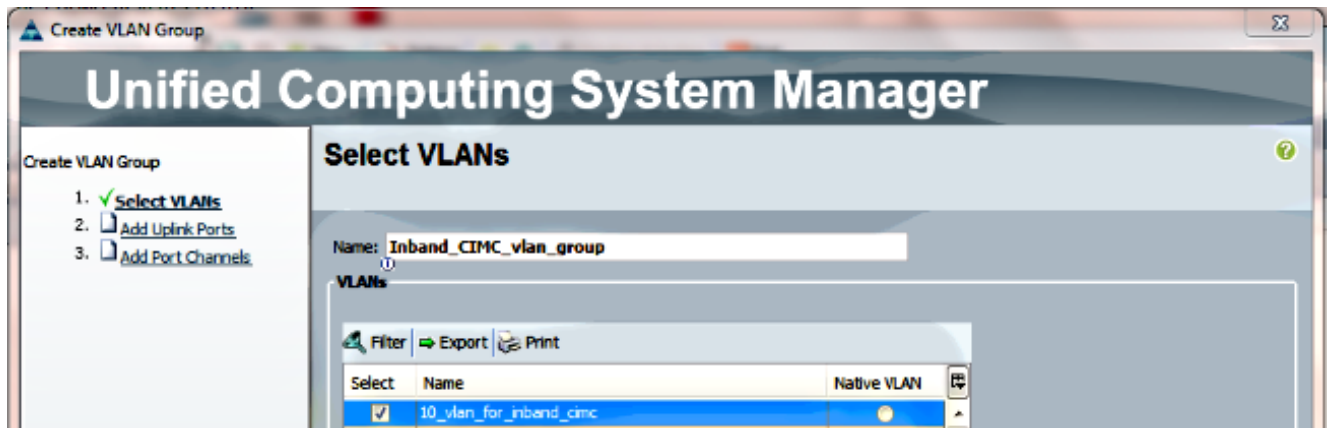 Create VLAN Group
Unified Computing System Manager
Create VLAN Group
1. Select VLANs
2. Add Uplink Ports
3. Add Port Channels
Select VLANs
Name: Inband_CIMC_vlan_group
VLANs
Filter Export Print
Select Name Native VLAN
10_vlan_for_inband_cimc